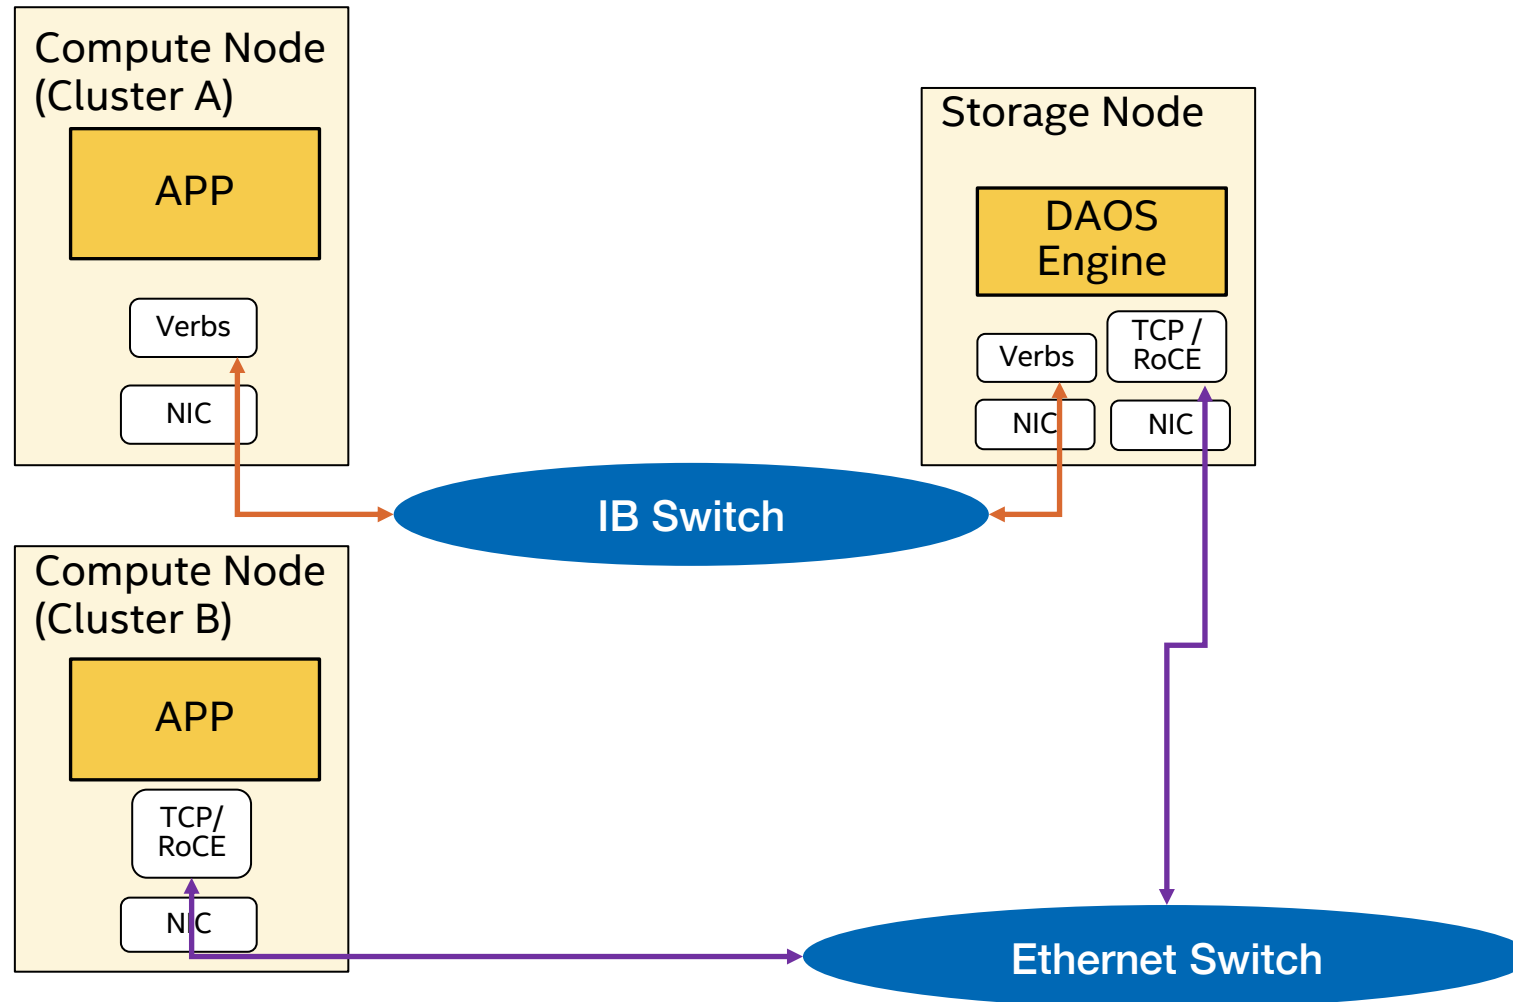 Compute Node
(Cluster A)
APP
Verbs
NIC
Storage Node
DAOS
Engine
Verbs
TCP /
RoCE
NIC
NIC
IB Switch
Compute Node
(Cluster B)
APP
TCP/
RoCE
NIC
Ethernet Switch